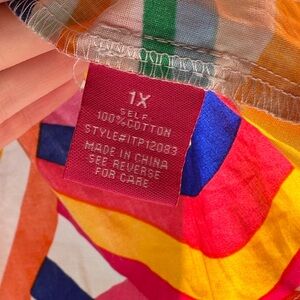 1X
SELF
100%COTTON
STYLE#ITP12083
MADE IN CHINA
SEE REVERSE
FOR CARE